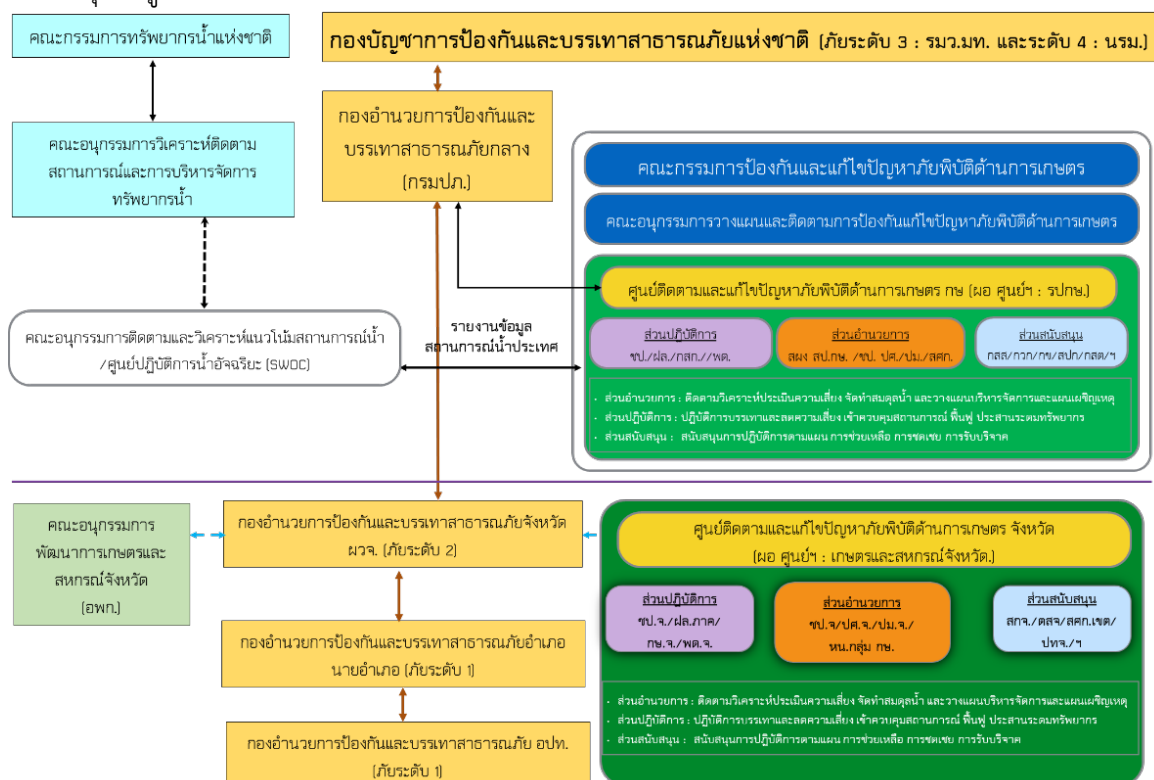 คณะกรรมการทรัพยากรน้ำแห่งชาติ
กองบัญชาการป้องกันและบรรเทาสาธารณภัยแห่งชาติ (ภัยระดับ 3 : รมว.มท. และระดับ 4 : นรม.)
คณะอนุกรรมการวิเคราะห์ติดตาม
สถานการณ์และการบริหารจัดการ
ทรัพยากรน้ำ
กองอำนวยการป้องกันและ
บรรเทาสาธารณภัยกลาง
(กรมปภ.)
คณะกรรมการป้องกันและแก้ไขปัญหาภัยพิบัติด้านการเกษตร
คณะอนุกรรมการวางแผนและติดตามการป้องกันแก้ไขปัญหาภัยพิบัติด้านการเกษตร
ศูนย์ติดตามและแก้ไขปัญหาภัยพิบัติด้านการเกษตร กษ (ผอ ศูนย์ฯ : รปกษ.)
คณะอนุกรรมการติดตามและวิเคราะห์แนวโน้มสถานการณ์น้ำ
/ศูนย์ปฏิบัติการน้ำอัจฉริยะ (SWOC)
รายงานข้อมูล
สถานการณ์น้ำประเทศ
ส่วนปฏิบัติการ
ชป./ฝล./กสก.//พด.
ส่วนอำนวยการ
สผง สป.กษ. /ชป. ปศ./ปม./สศก.
ส่วนสนับสนุน
กสส/กวก/กข/สปก/กสต/ฯ
- ส่วนอำนวยการ : ติดตามวิเคราะห์ประเมินความเสี่ยง จัดทำสมดุลน้ำ และวางแผนบริหารจัดการและแผนเผชิญเหตุ
- ส่วนปฏิบัติการ : ปฏิบัติการบรรเทาและลดความเสี่ยง เข้าควบคุมสถานการณ์ ฟื้นฟู ประสานระดมทรัพยากร
- ส่วนสนับสนุน : สนับสนุนการปฏิบัติการตามแผน การช่วยเหลือ การชดเชย การรับบริจาค
คณะอนุกรรมการ
พัฒนาการเกษตรและ
สหกรณ์จังหวัด
(อพก.)
กองอำนวยการป้องกันและบรรเทาสาธารณภัยจังหวัด
ผวจ. (ภัยระดับ 2)
กองอำนวยการป้องกันและบรรเทาสาธารณภัยอำเภอ
นายอำเภอ (ภัยระดับ 1)
กองอำนวยการป้องกันและบรรเทาสาธารณภัย อปท.
(ภัยระดับ 1)
ศูนย์ติดตามและแก้ไขปัญหาภัยพิบัติด้านการเกษตร จังหวัด
(ผอ ศูนย์ฯ : เกษตรและสหกรณ์จังหวัด.)
ส่วนปฏิบัติการ
ชป.จ./ฝล.ภาค/
กษ.จ./พด.จ.
ส่วนอำนวยการ
ชป.จ/ปศ.จ./ปม.จ./
หน.กลุ่ม กษ.
ส่วนสนับสนุน
สกจ./ตสจ/สศก.เขต/
ปทจ./ฯ
- ส่วนอำนวยการ : ติดตามวิเคราะห์ประเมินความเสี่ยง จัดทำสมดุลน้ำ และวางแผนบริหารจัดการและแผนเผชิญเหตุ
- ส่วนปฏิบัติการ : ปฏิบัติการบรรเทาและลดความเสี่ยง เข้าควบคุมสถานการณ์ ฟื้นฟู ประสานระดมทรัพยากร
- ส่วนสนับสนุน : สนับสนุนการปฏิบัติการตามแผน การช่วยเหลือ การชดเชย การรับบริจาค